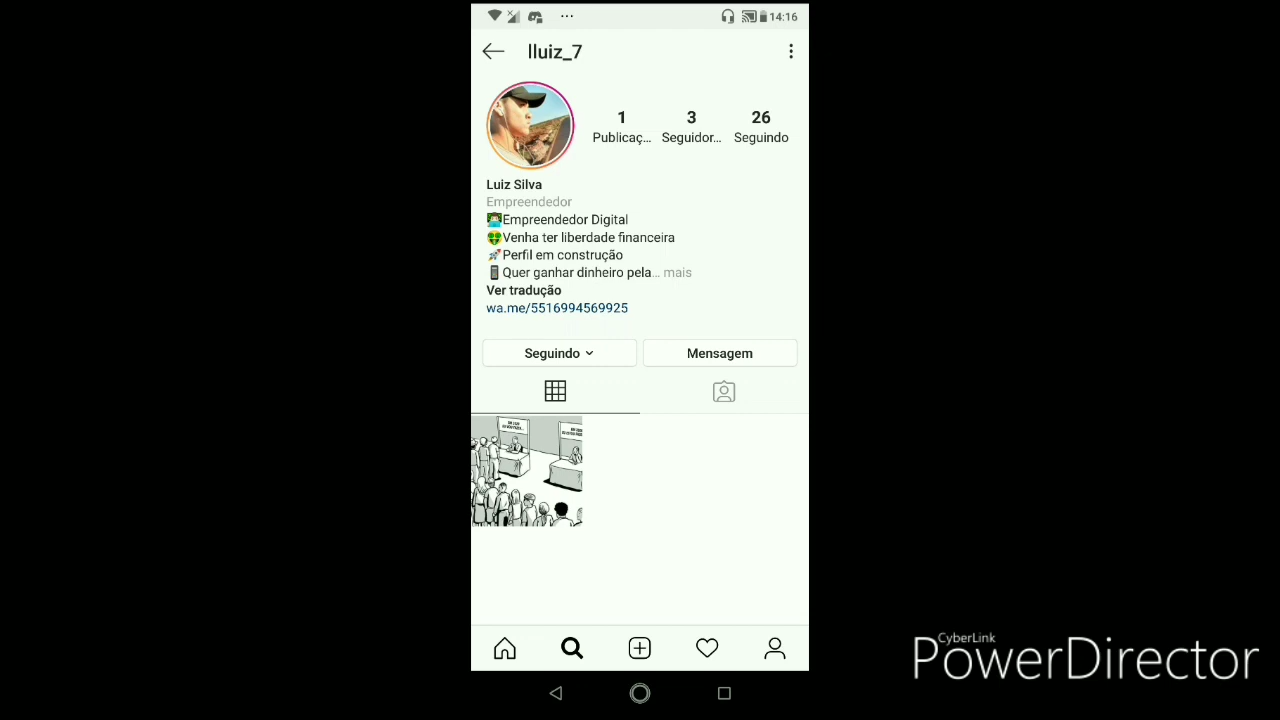 14:16
lluiz_7
1 3 26
Publicaç... Seguidor... Seguindo
Luiz Silva
Empreendedor
👨‍💻Empreendedor Digital
🤑Venha ter liberdade financeira
🚀Perfil em construção
📱Quer ganhar dinheiro pela... mais
Ver tradução
wa.me/5516994569925
Seguindo Mensagem
CyberLink
PowerDirector